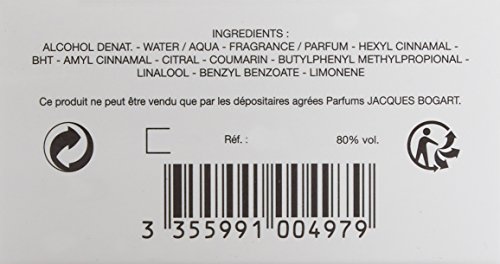 INGREDIENTS :
ALCOHOL DENAT. - WATER / AQUA - FRAGRANCE / PARFUM - HEXYL CINNAMAL -
BHT - AMYL CINNAMAL - CITRAL - COUMARIN - BUTYLPHENYL METHYLPROPIONAL -
LINALOOL - BENZYL BENZOATE - LIMONENE
Ce produit ne peut être vendu que par les dépositaires agrées Parfums JACQUES BOGART.
Réf. : 80% vol.
3 355991 004979